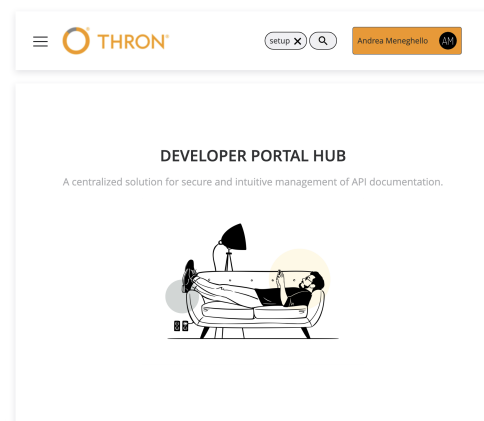 THRON®
setup
Andrea Meneghello
AM
DEVELOPER PORTAL HUB
A centralized solution for secure and intuitive management of API documentation.